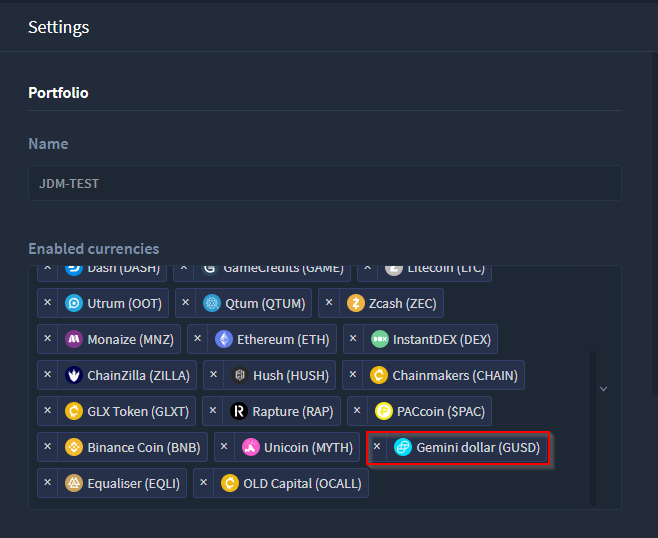 Settings
Portfolio
Name
JDM-TEST
Enabled currencies
× Dash (DASH) × GameCredits (GAME) × Litecoin (LTC)
× Utrum (OOT) × Qtum (QTUM) × Zcash (ZEC)
× Monaize (MNZ) × Ethereum (ETH) × InstantDEX (DEX)
× ChainZilla (ZILLA) × Hush (HUSH) × Chainmakers (CHAIN)
× GLX Token (GLXT) × Rapture (RAP) × PACcoin ($PAC)
× Binance Coin (BNB) × Unicoin (MYTH) × Gemini dollar (GUSD)
× Equaliser (EQLI) × OLD Capital (OCALL)